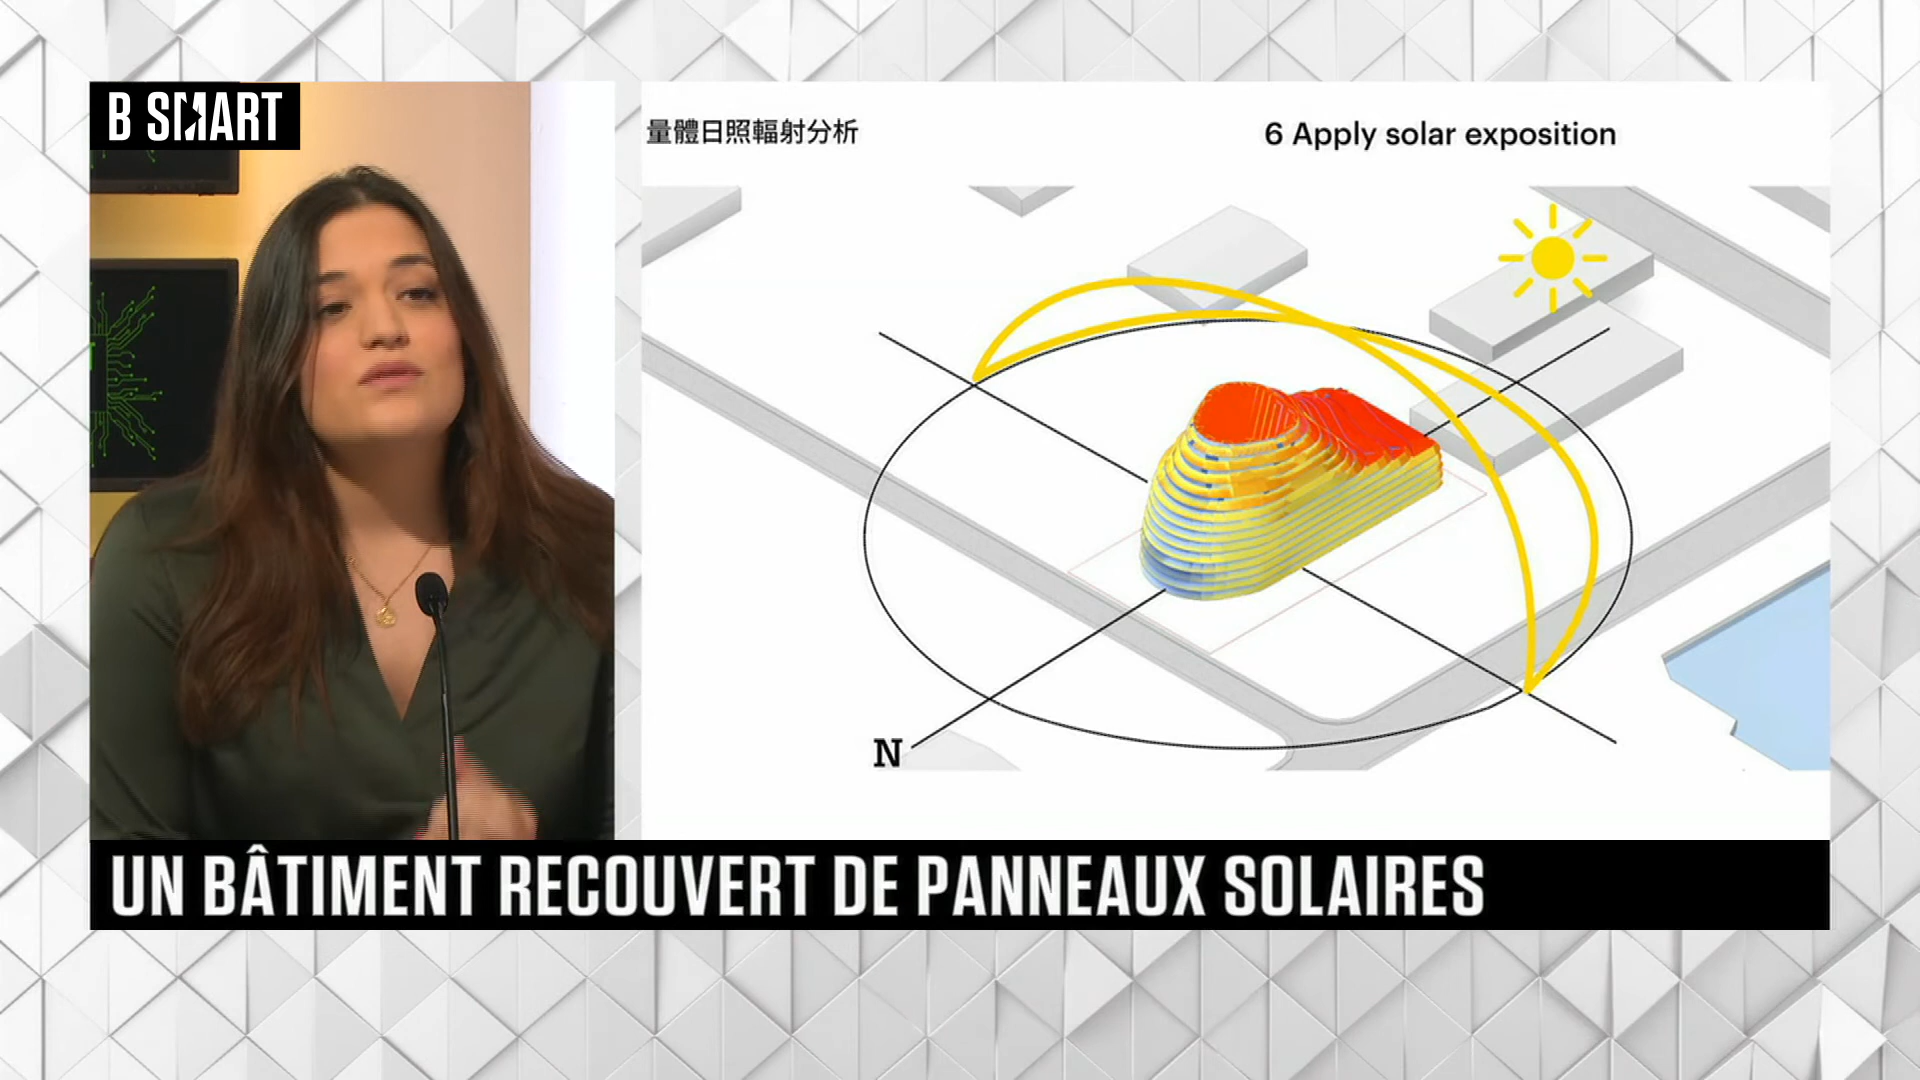 B SMART
量體日照輻射分析
6 Apply solar exposition
N
UN BÂTIMENT RECOUVERT DE PANNEAUX SOLAIRES